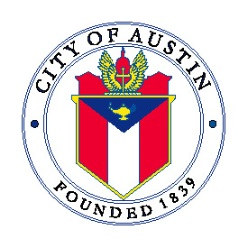 CITY OF AUSTIN
FOUNDED 1839